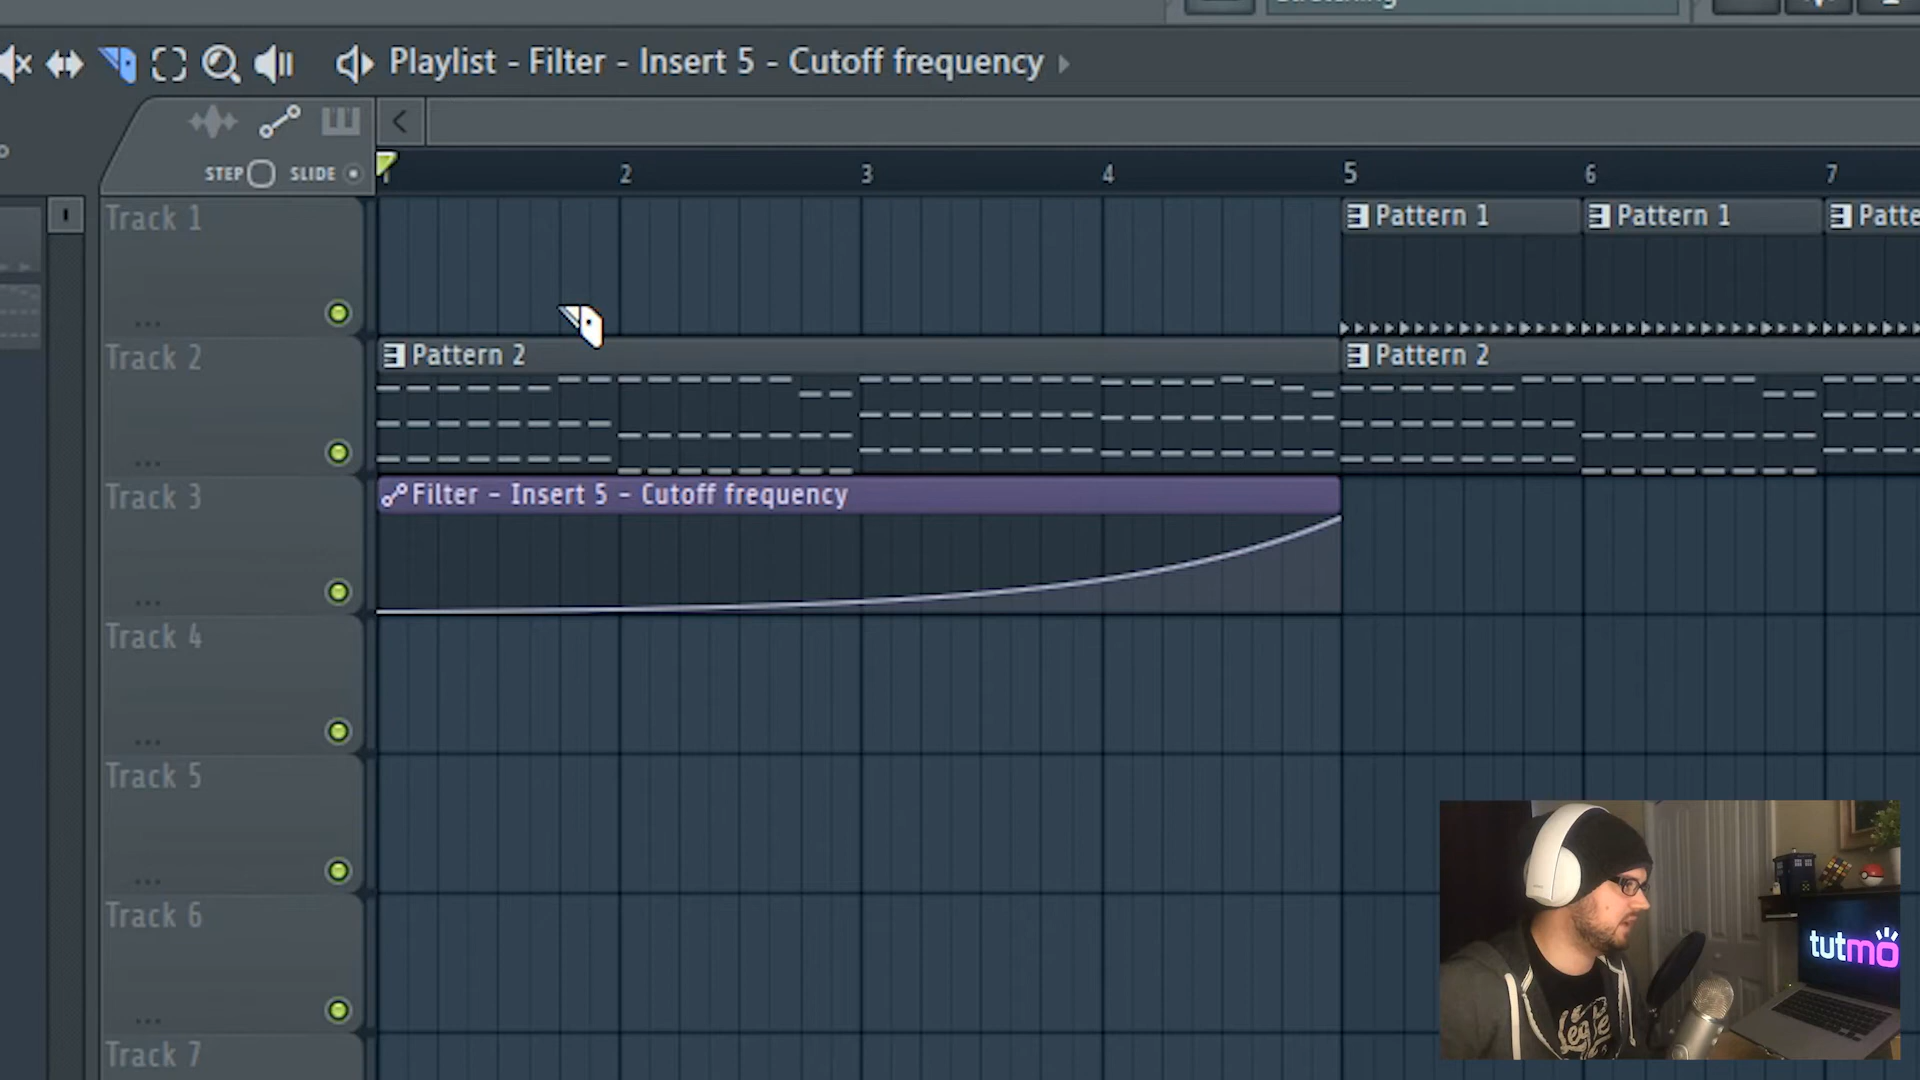 Playlist - Filter - Insert 5 - Cutoff frequency
STEP SLIDE
1 2 3 4 5 6 7
Track 1
Pattern 1 Pattern 1 Patte
Track 2
Pattern 2 Pattern 2
Track 3
Filter - Insert 5 - Cutoff frequency
Track 4
Track 5
Track 6
Track 7
tutmo